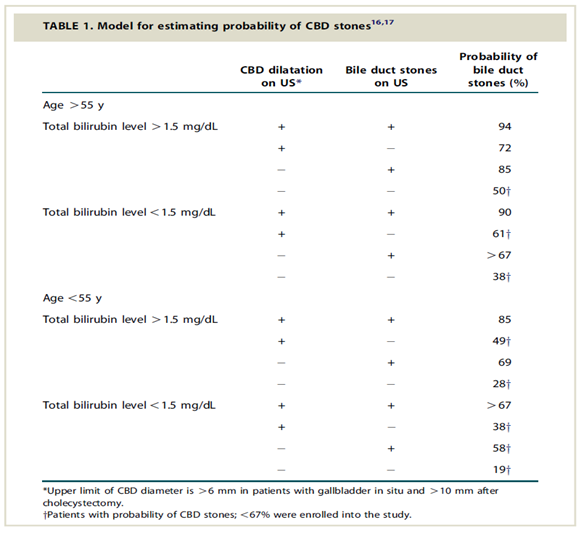 TABLE 1. Model for estimating probability of CBD stones16,17
CBD dilatation on US* Bile duct stones on US Probability of bile duct stones (%)
Age >55 y
Total bilirubin level >1.5 mg/dL + + 94
+ − 72
− + 85
− − 50†
Total bilirubin level <1.5 mg/dL + + 90
+ − 61†
− + >67
− − 38†
Age <55 y
Total bilirubin level >1.5 mg/dL + + 85
+ − 49†
− + 69
− − 28†
Total bilirubin level <1.5 mg/dL + + >67
+ − 38†
− + 58†
− − 19†
*Upper limit of CBD diameter is >6 mm in patients with gallbladder in situ and >10 mm after
cholecystectomy.
†Patients with probability of CBD stones; <67% were enrolled into the study.